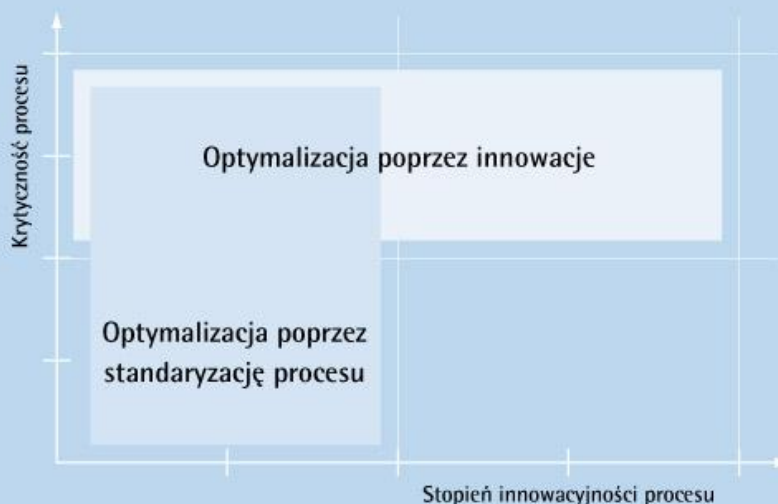 Krytyczność procesu
Optymalizacja poprzez innowacje
Optymalizacja poprzez
standaryzację procesu
Stopień innowacyjności procesu